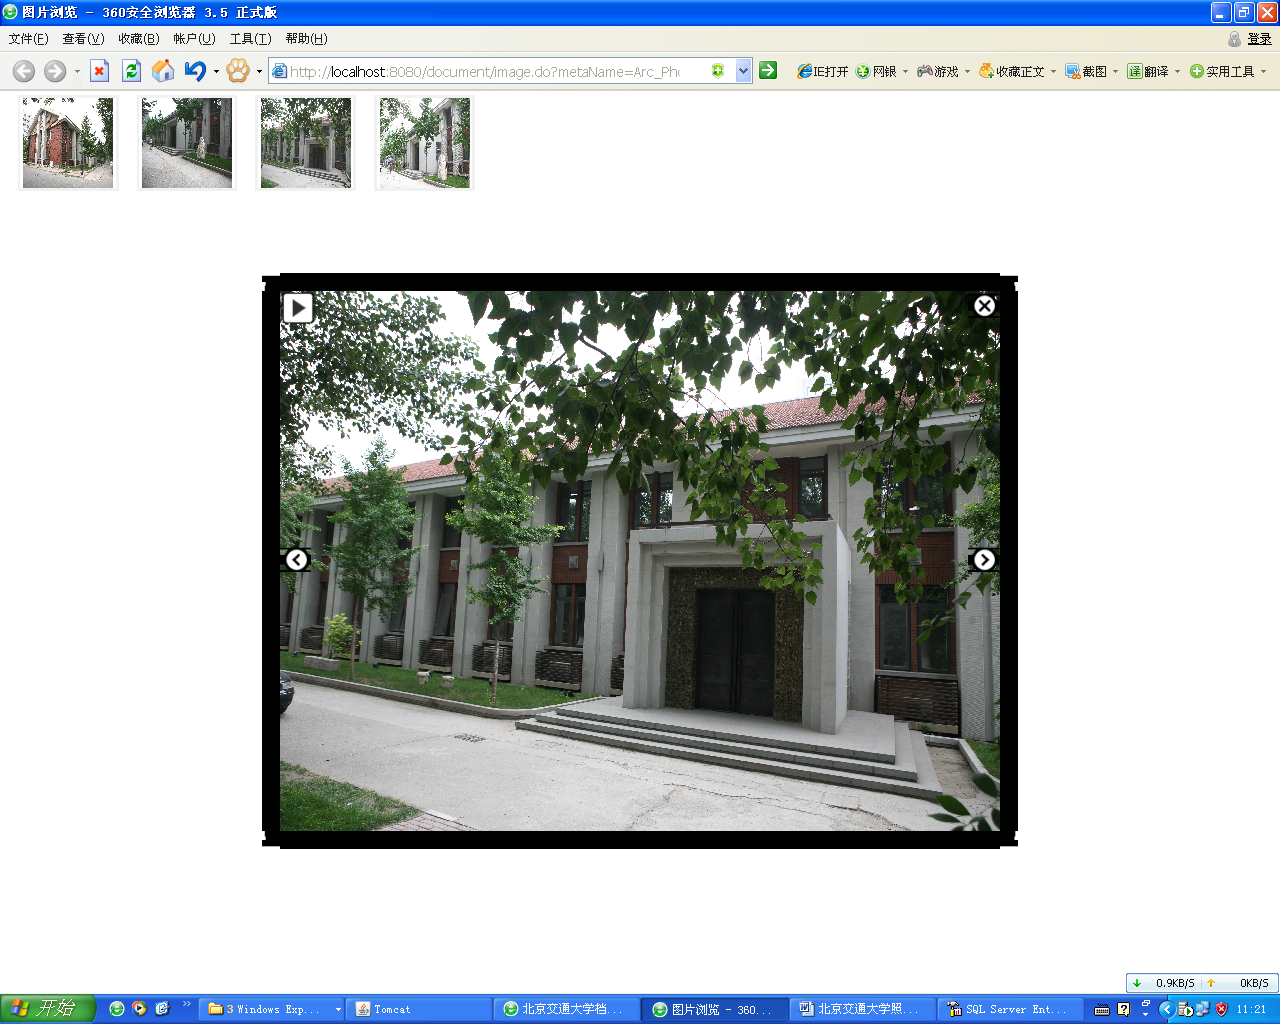 图片浏览 - 360安全浏览器 3.5 正式版
文件(F) 查看(V) 收藏(B) 帐户(U) 工具(T) 帮助(H) 登录
http://localhost:8080/document/image.do?metaName=Arc_Pho IE打开 网银 游戏 收藏正文 截图 翻译 实用工具
0.9KB/S 0KB/S
开始 3 Windows Exp... Tomcat 北京交通大学档... 图片浏览 - 360... 北京交通大学照... SQL Server Ent... 11:21